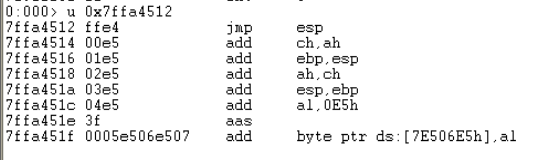 0:000> u 0x7ffa4512
7ffa4512 ffe4 jmp esp
7ffa4514 00e5 add ch,ah
7ffa4516 01e5 add ebp,esp
7ffa4518 02e5 add ah,ch
7ffa451a 03e5 add esp,ebp
7ffa451c 04e5 add al,0E5h
7ffa451e 3f aas
7ffa451f 0005e506e507 add byte ptr ds:[7E506E5h],al